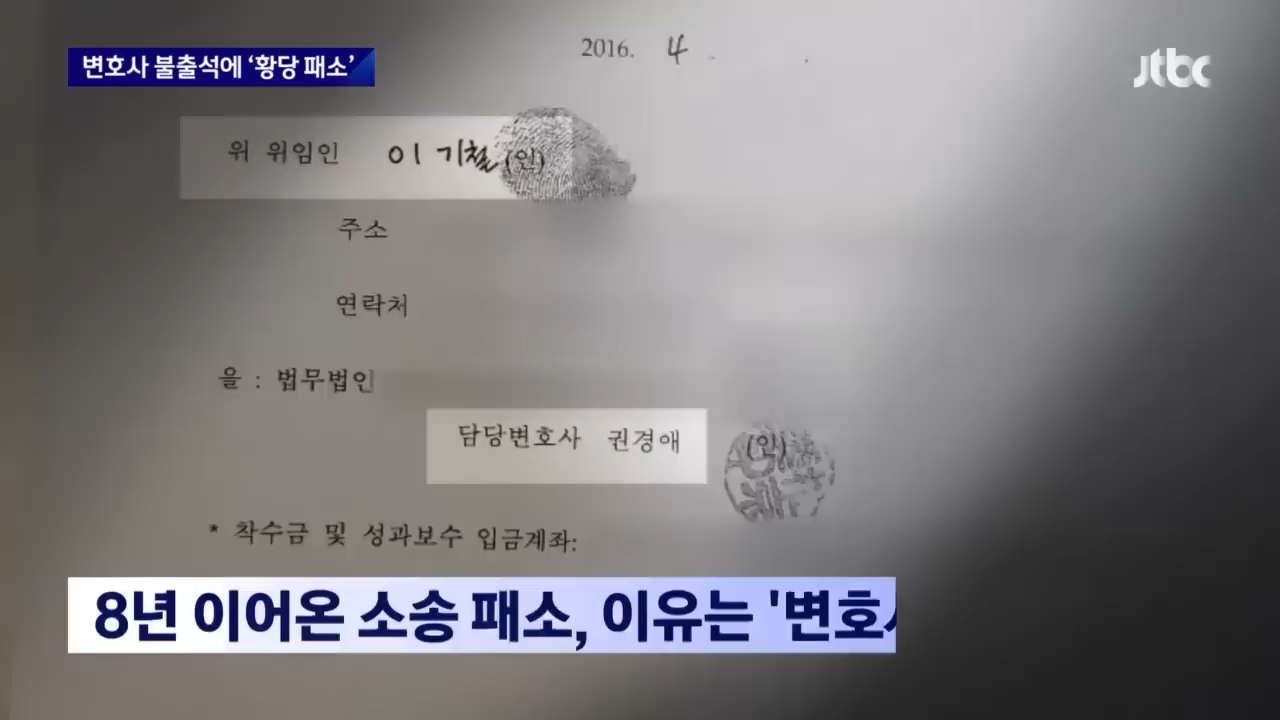 변호사 불출석에 ‘황당 패소’
jtbc
2016. 4 .      .
위 위임인 이기철 (인)
주소
연락처
을 : 법무법인
담당변호사 권경애 (인)
* 착수금 및 성과보수 입금계좌:
8년 이어온 소송 패소, 이유는 '변호